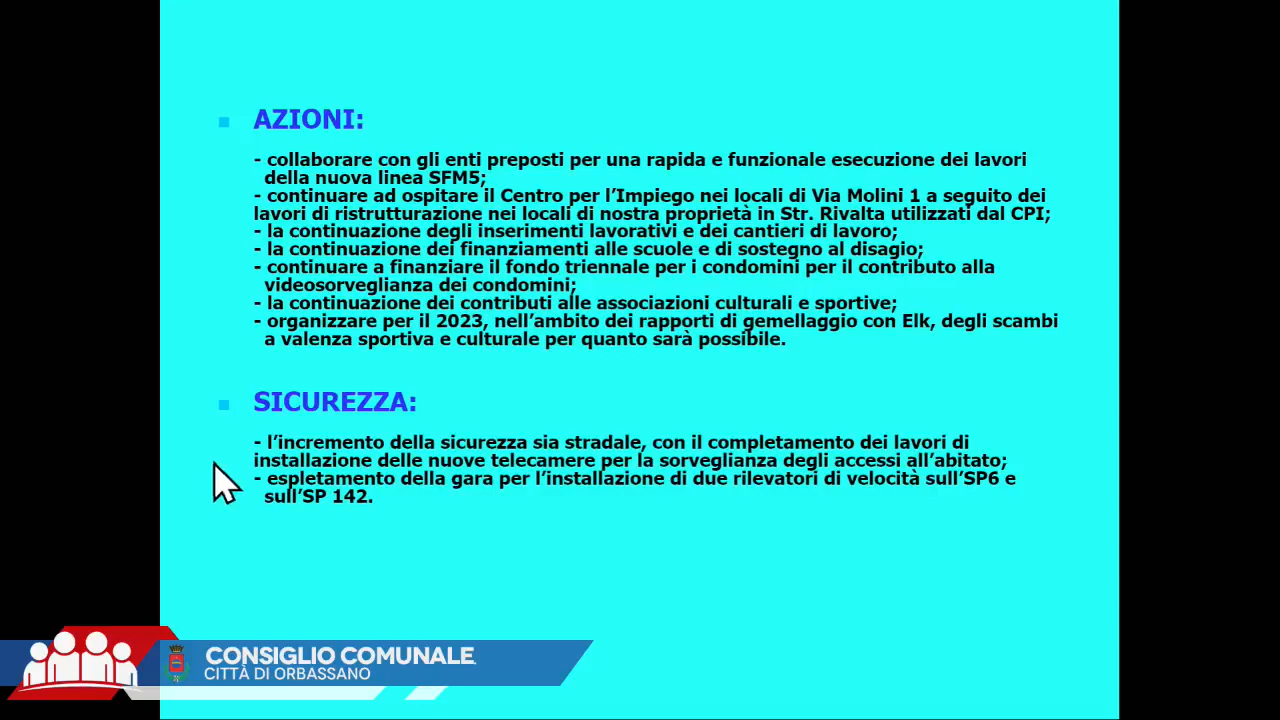 AZIONI:
- collaborare con gli enti preposti per una rapida e funzionale esecuzione dei lavori
della nuova linea SFM5;
- continuare ad ospitare il Centro per l’Impiego nei locali di Via Molini 1 a seguito dei
lavori di ristrutturazione nei locali di nostra proprietà in Str. Rivalta utilizzati dal CPI;
- la continuazione degli inserimenti lavorativi e dei cantieri di lavoro;
- la continuazione dei finanziamenti alle scuole e di sostegno al disagio;
- continuare a finanziare il fondo triennale per i condomini per il contributo alla
videosorveglianza dei condomini;
- la continuazione dei contributi alle associazioni culturali e sportive;
- organizzare per il 2023, nell’ambito dei rapporti di gemellaggio con Elk, degli scambi
a valenza sportiva e culturale per quanto sarà possibile.
SICUREZZA:
- l’incremento della sicurezza sia stradale, con il completamento dei lavori di
installazione delle nuove telecamere per la sorveglianza degli accessi all’abitato;
- espletamento della gara per l’installazione di due rilevatori di velocità sull’SP6 e
sull’SP 142.
CONSIGLIO COMUNALE
CITTÀ DI ORBASSANO